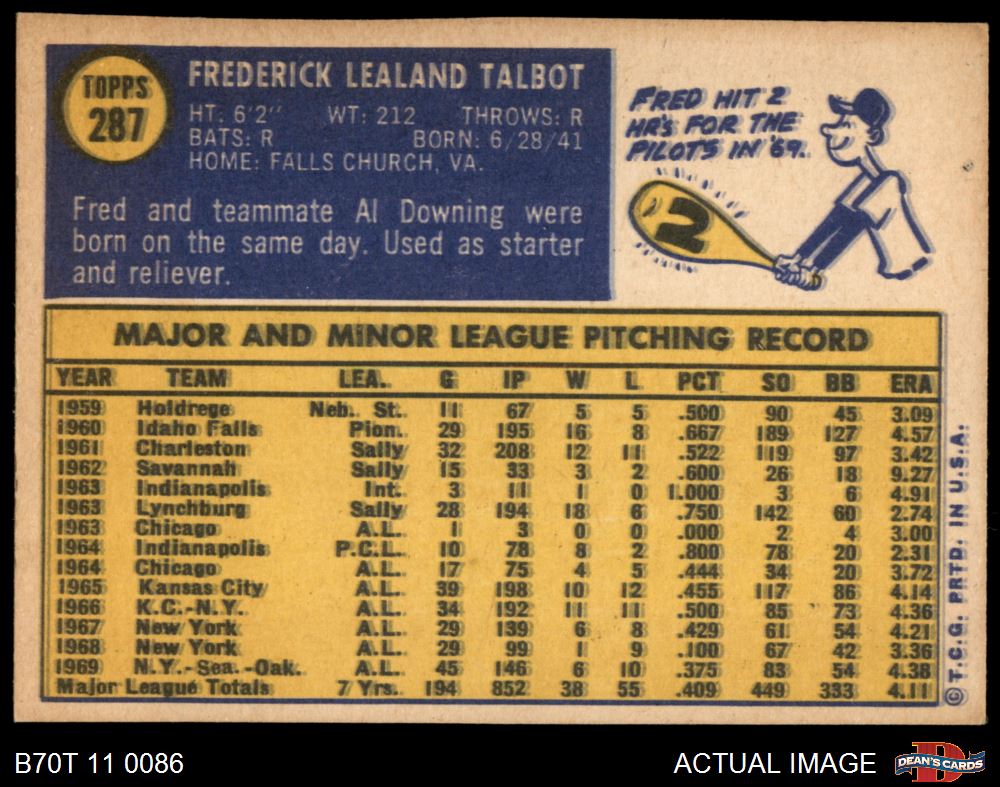 TOPPS
287
FREDERICK LEALAND TALBOT
HT: 6'2" WT: 212 THROWS: R
BATS: R BORN: 6/28/41
HOME: FALLS CHURCH, VA.
Fred and teammate Al Downing were
born on the same day. Used as starter
and reliever.
FRED HIT 2
HR'S FOR THE
PILOTS IN '69.
2
MAJOR AND MINOR LEAGUE PITCHING RECORD
YEAR TEAM LEA. G IP W L PCT SO BB ERA
1959 Holdrege Neb. St. 11 67 5 5 .500 90 45 3.09
1960 Idaho Falls Pion. 29 195 16 8 .667 189 127 4.57
1961 Charleston Sally 32 208 12 11 .522 119 97 3.42
1962 Savannah Sally 15 33 3 2 .600 26 18 9.27
1963 Indianapolis Int. 3 11 1 0 1.000 3 6 4.91
1963 Lynchburg Sally 28 194 18 6 .750 142 60 2.74
1963 Chicago A.L. 1 3 0 0 .000 2 4 3.00
1964 Indianapolis P.C.L. 10 78 8 2 .800 78 20 2.31
1964 Chicago A.L. 17 75 4 5 .444 34 20 3.72
1965 Kansas City A.L. 39 198 10 12 .455 117 86 4.14
1966 K.C.-N.Y. A.L. 34 192 11 11 .500 85 73 4.36
1967 New York A.L. 29 139 6 8 .429 61 54 4.21
1968 New York A.L. 29 99 1 9 .100 67 42 3.36
1969 N.Y.-Sea.-Oak. A.L. 45 146 6 10 .375 83 54 4.38
Major League Totals 7 Yrs. 194 852 38 55 .409 449 333 4.11
© T.C.G. PRTD. IN U.S.A.
B70T 11 0086 ACTUAL IMAGE
DEAN'S CARDS